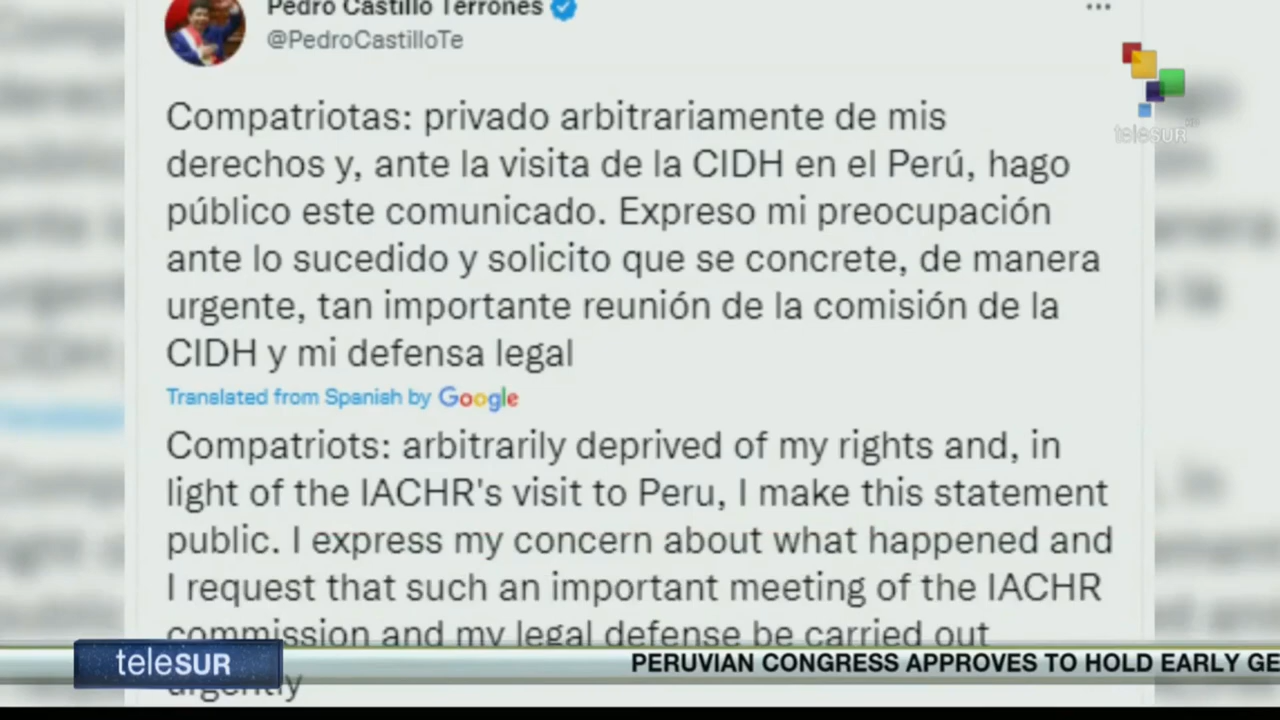 Pedro Castillo Terrones
@PedroCastilloTe
Compatriotas: privado arbitrariamente de mis
derechos y, ante la visita de la CIDH en el Perú, hago
público este comunicado. Expreso mi preocupación
ante lo sucedido y solicito que se concrete, de manera
urgente, tan importante reunión de la comisión de la
CIDH y mi defensa legal
Translated from Spanish by Google
Compatriots: arbitrarily deprived of my rights and, in
light of the IACHR's visit to Peru, I make this statement
public. I express my concern about what happened and
I request that such an important meeting of the IACHR
commission and my legal defense be carried out
urgently
teleSUR
teleSUR
PERUVIAN CONGRESS APPROVES TO HOLD EARLY GE